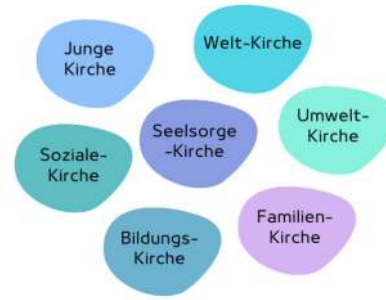 Junge
Kirche
Welt-Kirche
Umwelt-
Kirche
Seelsorge
-Kirche
Soziale-
Kirche
Familien-
Kirche
Bildungs-
Kirche